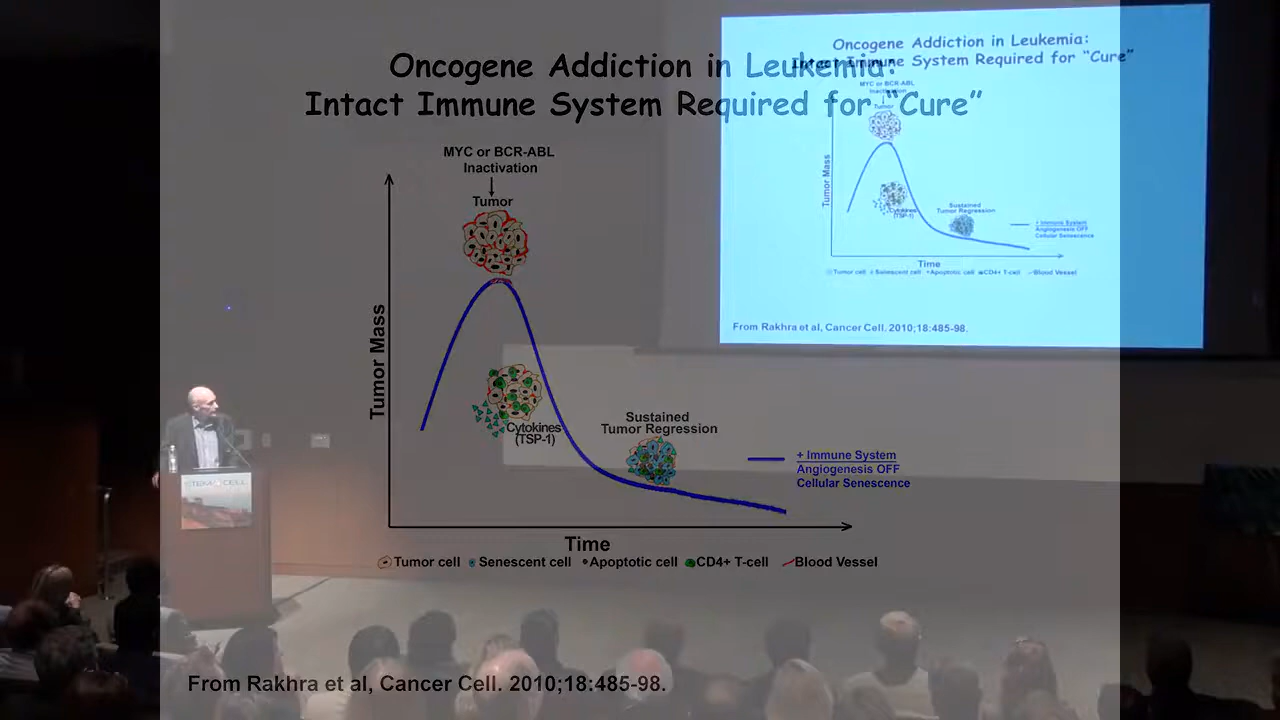 Oncogene Addiction in Leukemia:
Intact Immune System Required for “Cure”
MYC or BCR-ABL
Inactivation
Tumor
Tumor Mass
Cytokines
(TSP-1)
Sustained
Tumor Regression
+ Immune System
Angiogenesis OFF
Cellular Senescence
Time
Tumor cell Senescent cell Apoptotic cell CD4+ T-cell Blood Vessel
From Rakhra et al, Cancer Cell. 2010;18:485-98.
Oncogene Addiction in Leukemia:
Intact Immune System Required for “Cure”
MYC or BCR-ABL
Inactivation
Tumor
Tumor Mass
Cytokines
(TSP-1)
Sustained
Tumor Regression
+ Immune System
Angiogenesis OFF
Cellular Senescence
Time
Tumor cell Senescent cell Apoptotic cell CD4+ T-cell Blood Vessel
From Rakhra et al, Cancer Cell. 2010;18:485-98.
STEM CELL